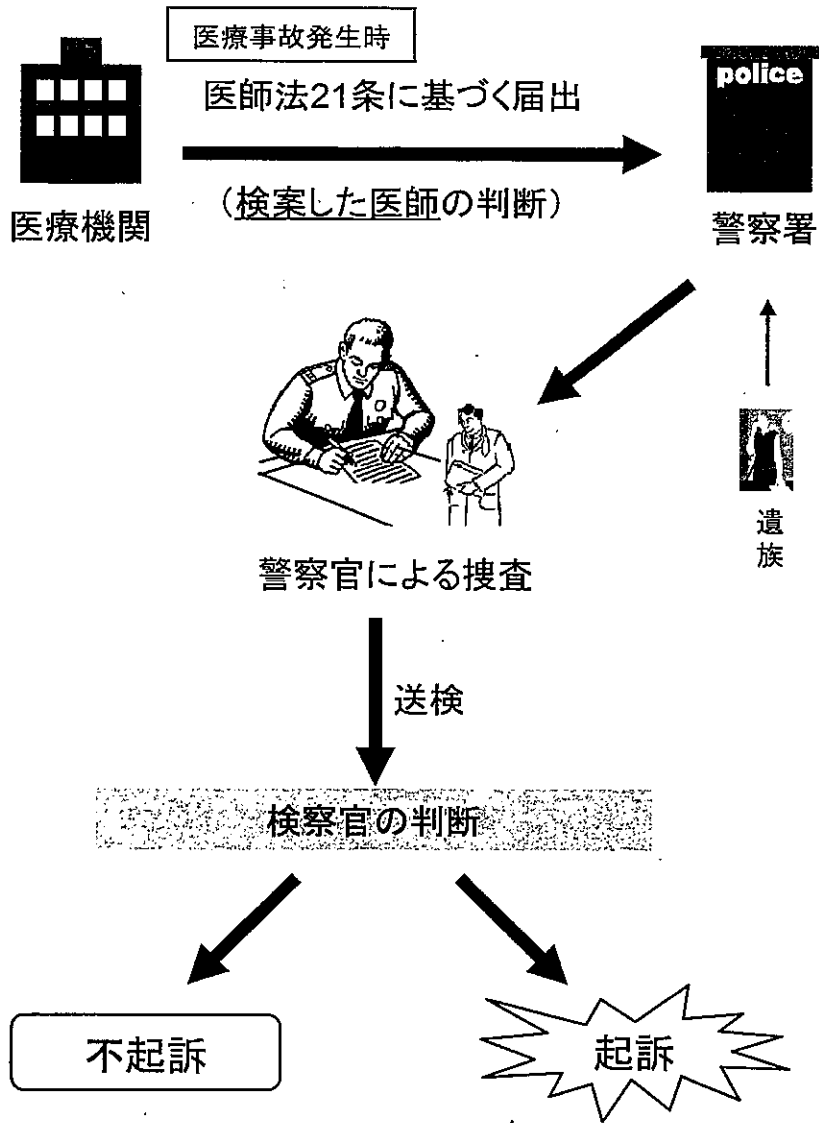 医療事故発生時
医師法21条に基づく届出
police
(検案した医師の判断)
医療機関
警察署
遺族
警察官による捜査
送検
検察官の判断
不起訴
起訴